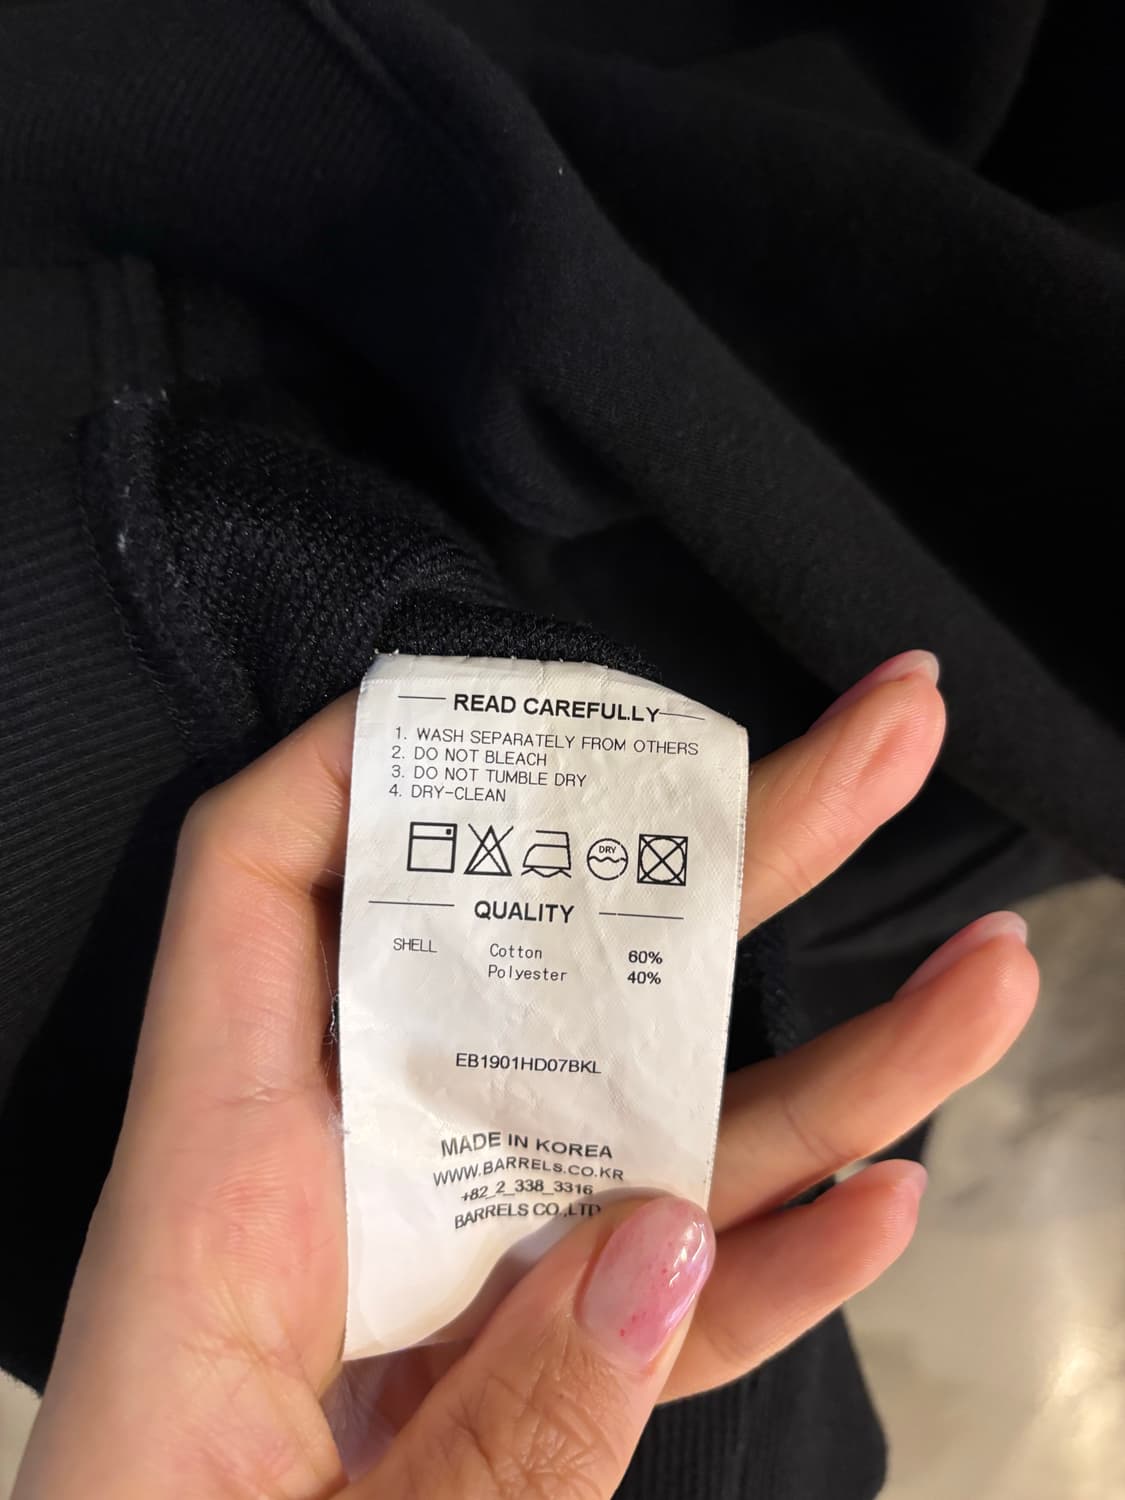 READ CAREFULLY
1. WASH SEPARATELY FROM OTHERS
2. DO NOT BLEACH
3. DO NOT TUMBLE DRY
4. DRY-CLEAN
DRY
QUALITY
SHELL Cotton 60%
Polyester 40%
EB1901HD07BKL
MADE IN KOREA
WWW.BARRELS.CO.KR
+82_2_338_3316
BARRELS CO.,LTD